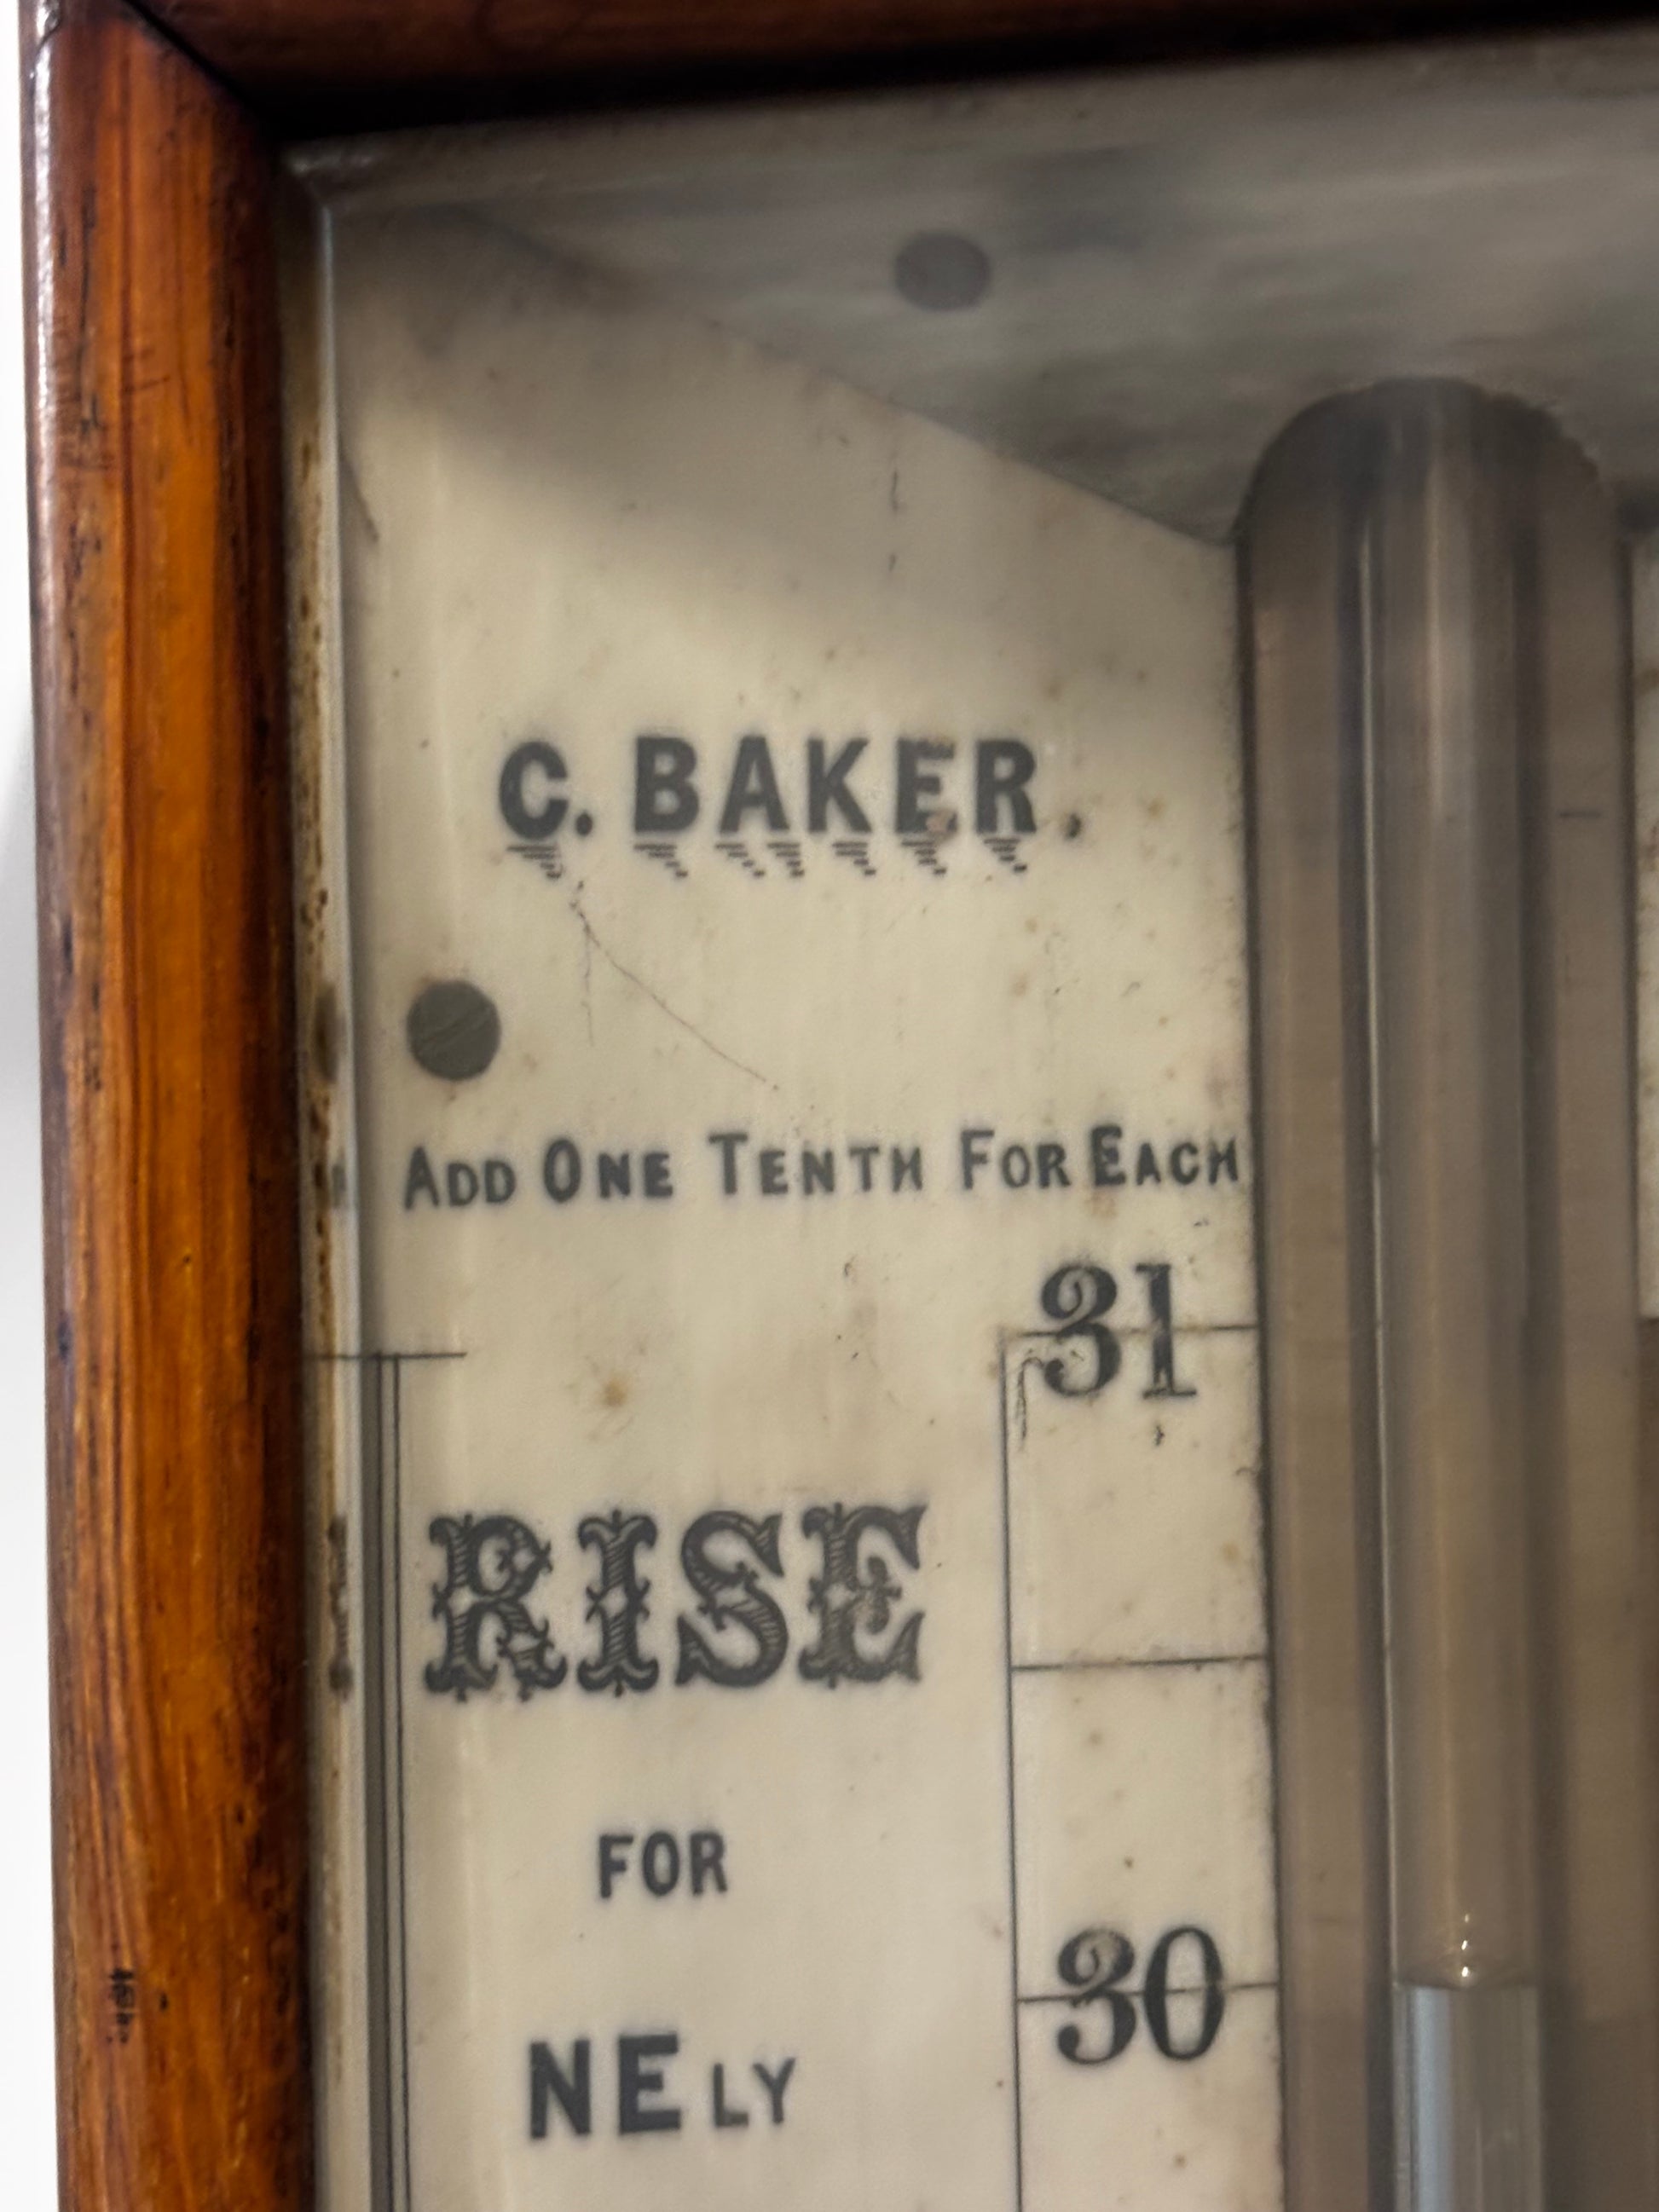 C. BAKER.
ADD ONE TENTH FOR EACH
31
RISE
FOR
30
NELY